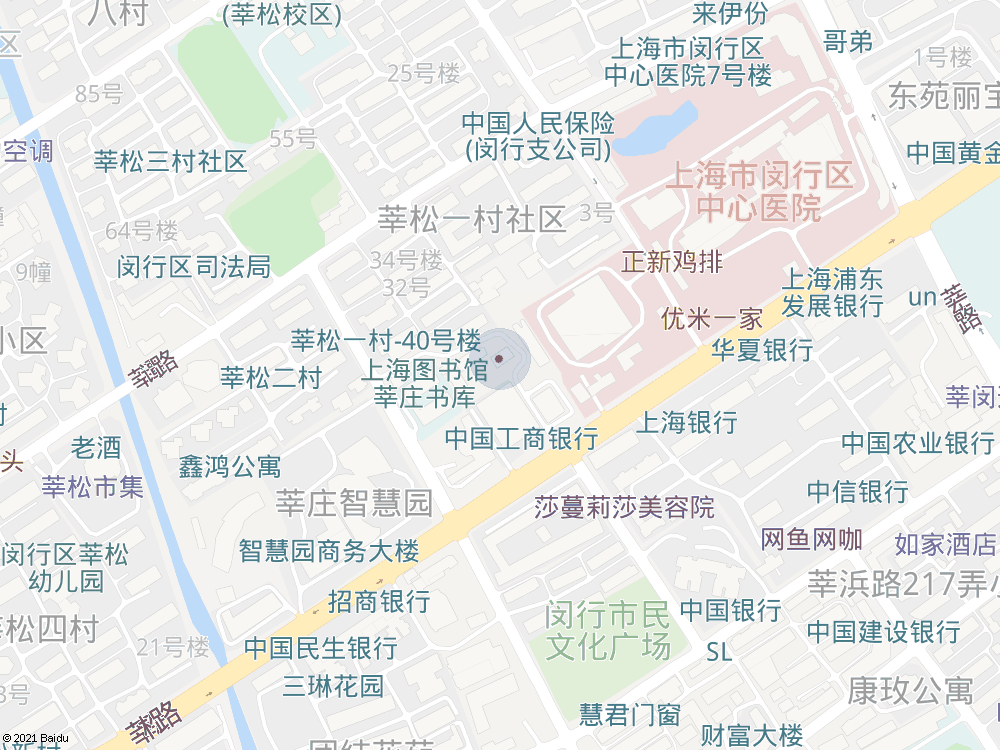 八村
(莘松校区)
来伊份
上海市闵行区
中心医院7号楼
哥弟
1号楼
区
25号楼
85号
东苑丽宝
中国人民保险
(闵行支公司)
55号
空调
莘松三村社区
中国黄金
上海市闵行区
中心医院
莘松一村社区
3号
64号楼
9幢
闵行区司法局
34号楼
32号
正新鸡排
上海浦东
发展银行
un
莘
路
小区
莘松一村-40号楼
优米一家
华夏银行
路
莘松二村
上海图书馆
莘庄书库
莘闵
村
中国工商银行
上海银行
中国农业银行
老酒
头
鑫鸿公寓
莘松市集
莘庄智慧园
莎蔓莉莎美容院
中信银行
智慧园商务大楼
网鱼网咖
如家酒店
闵行区莘松
幼儿园
莘浜路217弄小
招商银行
闵行市民
文化广场
中国银行
莘松四村
21号楼
中国民生银行
SL
中国建设银行
3号
三琳花园
康玫公寓
莘
路
慧君门窗
财富大楼
© 2021 Baidu